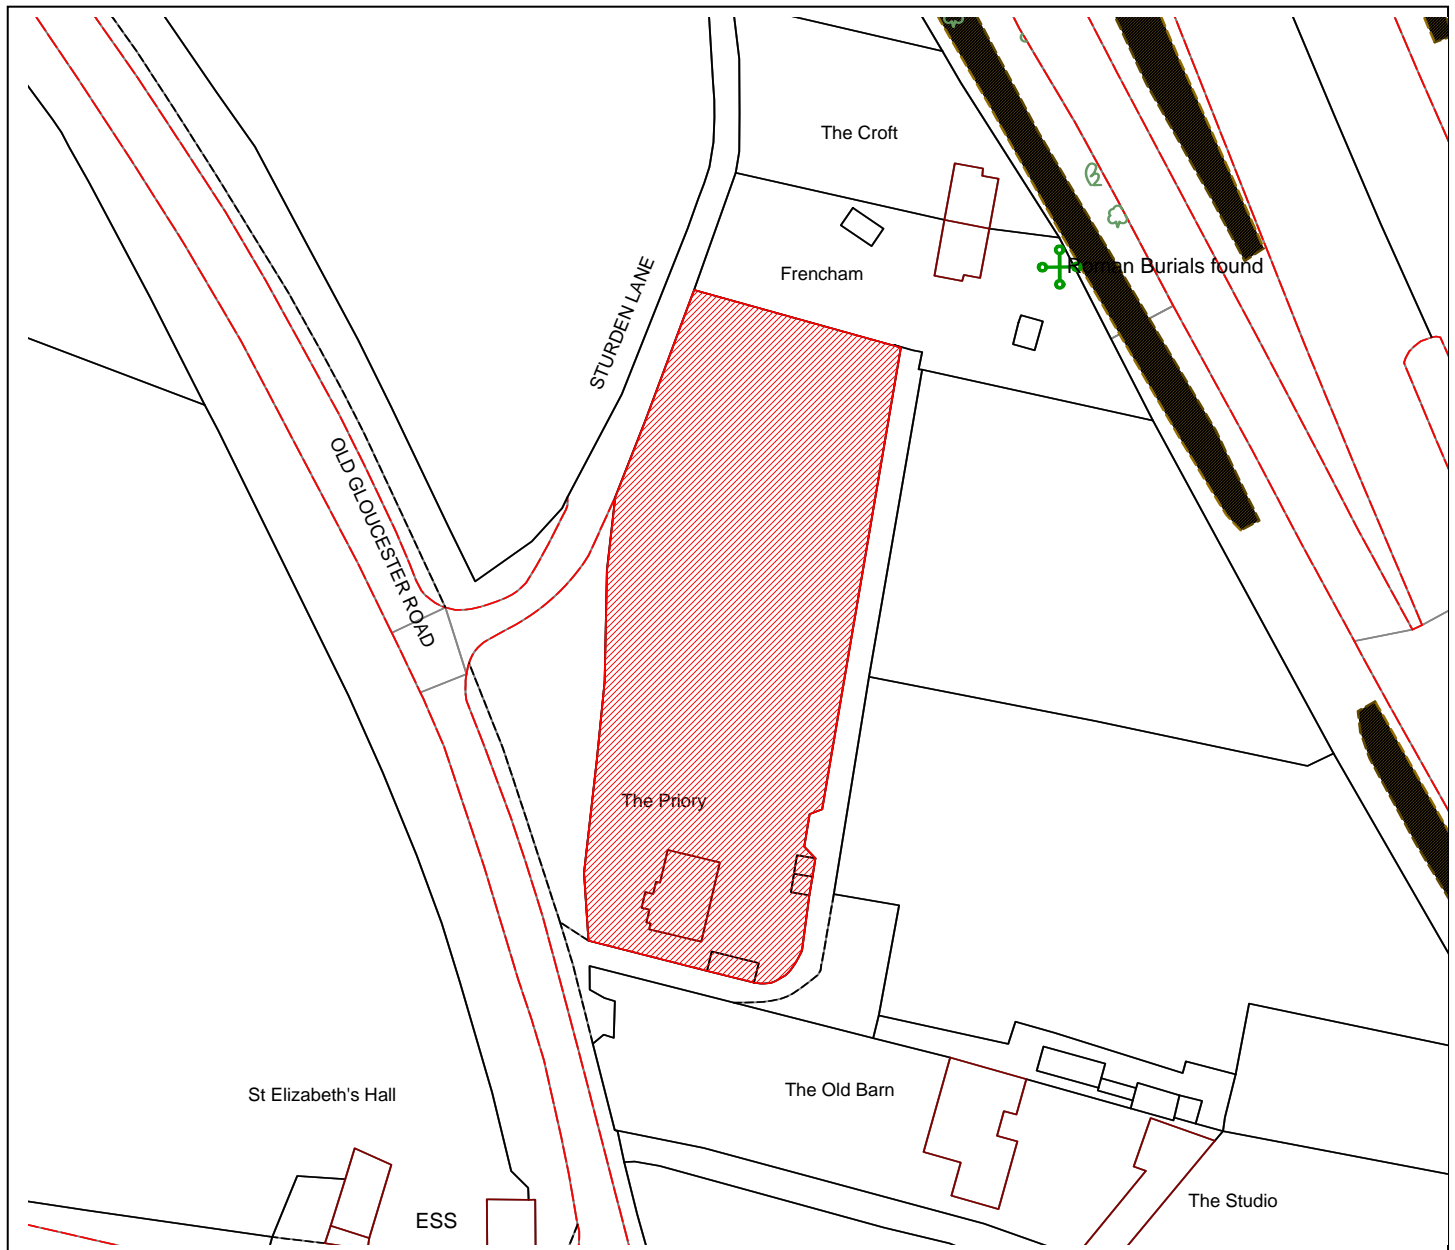 The Croft
Roman Burials found
Frencham
STURDEN LANE
OLD GLOUCESTER ROAD
The Priory
St Elizabeth's Hall
The Old Barn
The Studio
ESS